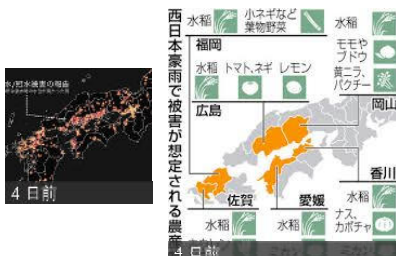 4 日前
西日本豪雨で被害が想定される農産
水稲
小ネギなど
葉物野菜
福岡
水稲
モモや
ブドウ
黄ニラ、
パクチー
岡山
水稲
トマト、ネギ
レモン
広島
佐賀
水稲
愛媛
水稲
香川
水稲
ナス、
カボチャ
4 日前